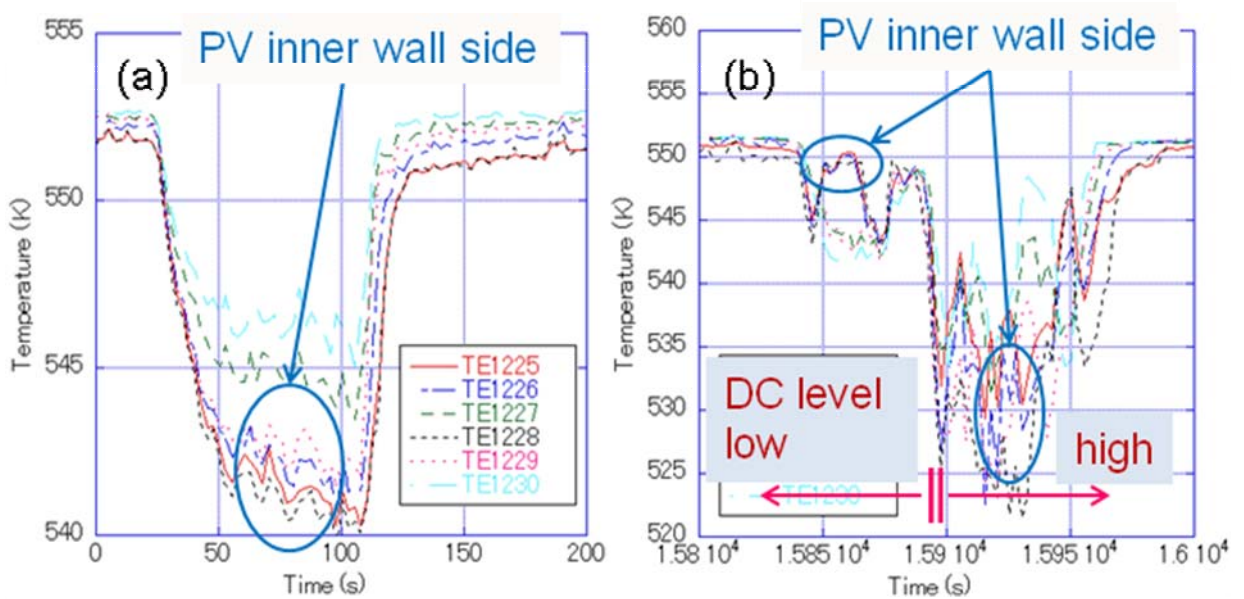 PV inner wall side
(a)
555
550
545
540
Temperature (K)
TE1225
TE1226
TE1227
TE1228
TE1229
TE1230
0
50
100
150
200
Time (s)
PV inner wall side
(b)
560
555
550
545
540
535
530
525
520
Temperature (K)
DC level
low
high
1.58 10⁴
1.585 10⁴
1.59 10⁴
1.595 10⁴
1.6 10⁴
Time (s)